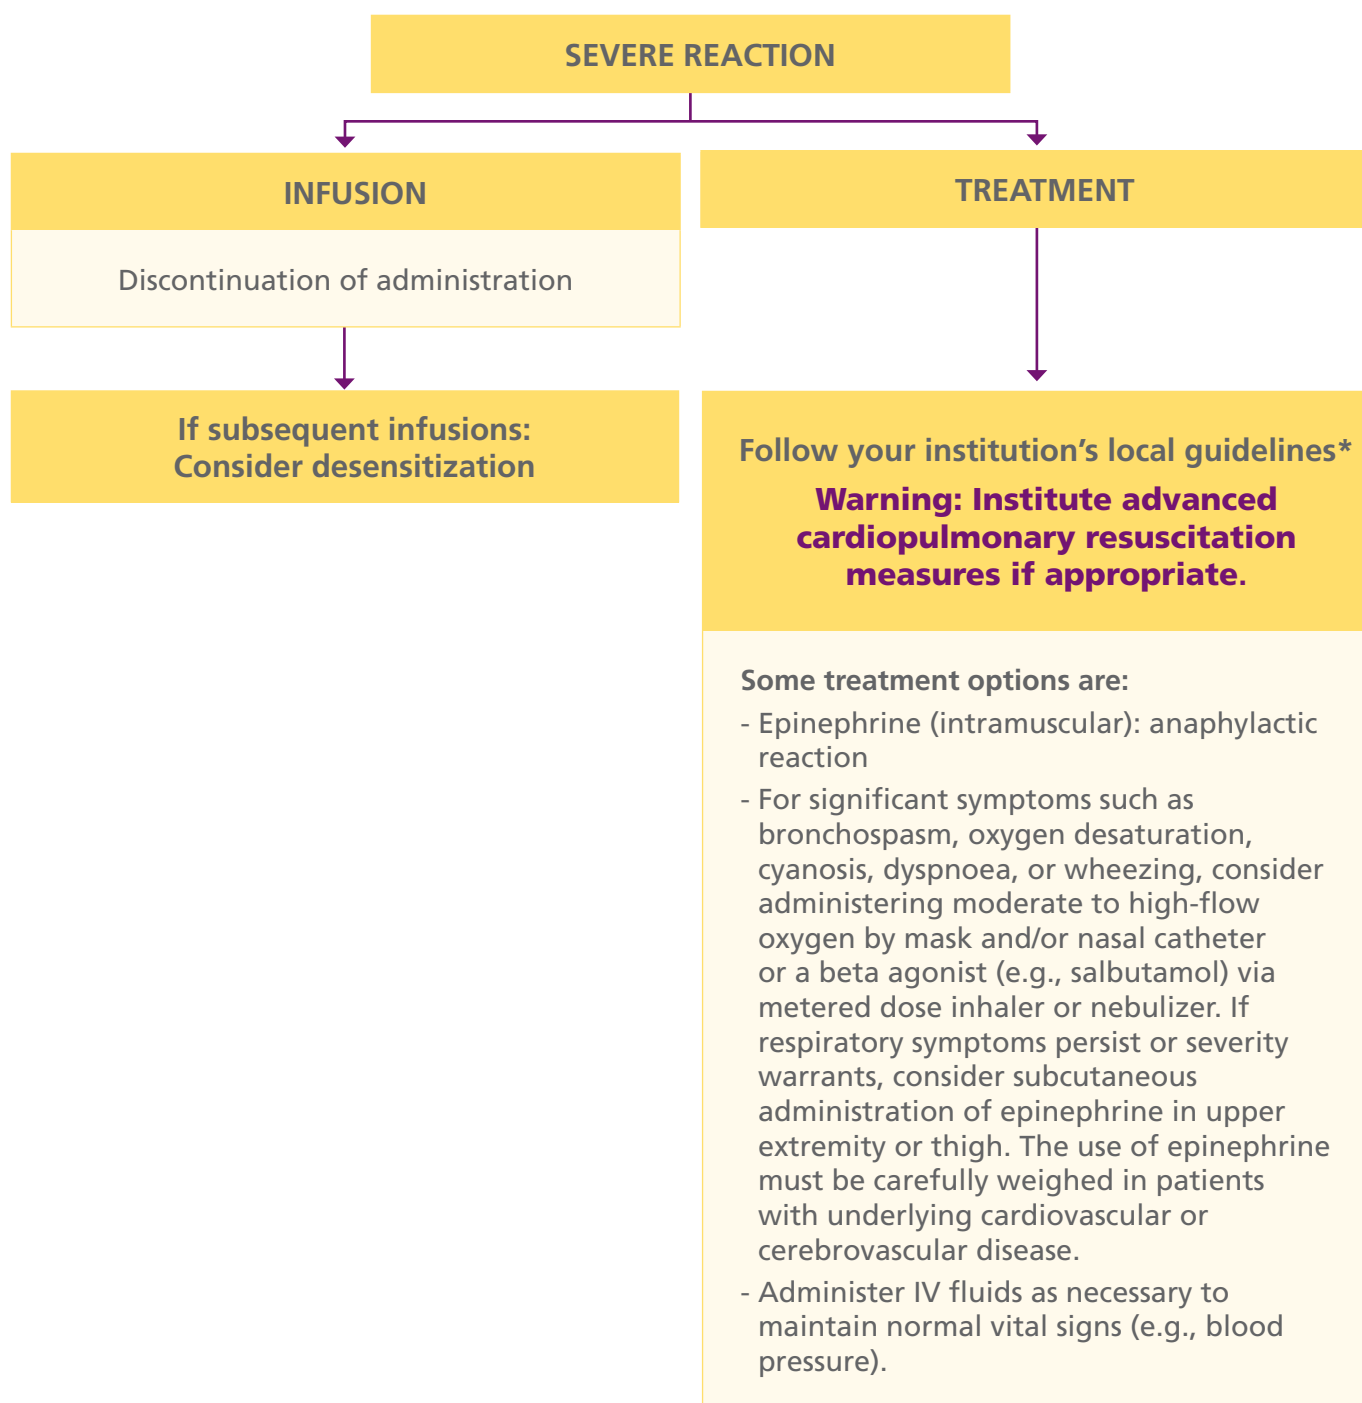 SEVERE REACTION
INFUSION
Discontinuation of administration
If subsequent infusions:
Consider desensitization
TREATMENT
Follow your institution’s local guidelines*
Warning: Institute advanced
cardiopulmonary resuscitation
measures if appropriate.
Some treatment options are:
- Epinephrine (intramuscular): anaphylactic
reaction
- For significant symptoms such as
bronchospasm, oxygen desaturation,
cyanosis, dyspnoea, or wheezing, consider
administering moderate to high-flow
oxygen by mask and/or nasal catheter
or a beta agonist (e.g., salbutamol) via
metered dose inhaler or nebulizer. If
respiratory symptoms persist or severity
warrants, consider subcutaneous
administration of epinephrine in upper
extremity or thigh. The use of epinephrine
must be carefully weighed in patients
with underlying cardiovascular or
cerebrovascular disease.
- Administer IV fluids as necessary to
maintain normal vital signs (e.g., blood
pressure).